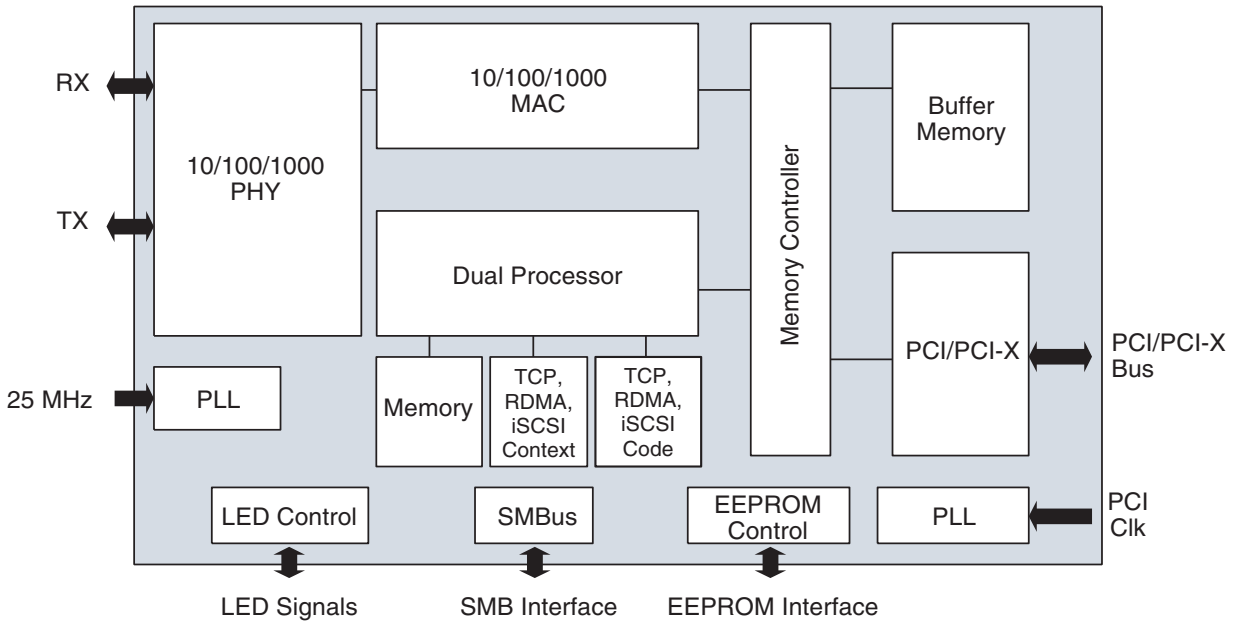 RX
TX
25 MHz
10/100/1000
PHY
10/100/1000
MAC
Dual Processor
Memory
TCP,
RDMA,
iSCSI
Context
TCP,
RDMA,
iSCSI
Code
Memory Controller
Buffer
Memory
PCI/PCI-X
PCI/PCI-X
Bus
PLL
LED Control
SMBus
EEPROM
Control
PLL
PCI
Clk
LED Signals
SMB Interface
EEPROM Interface